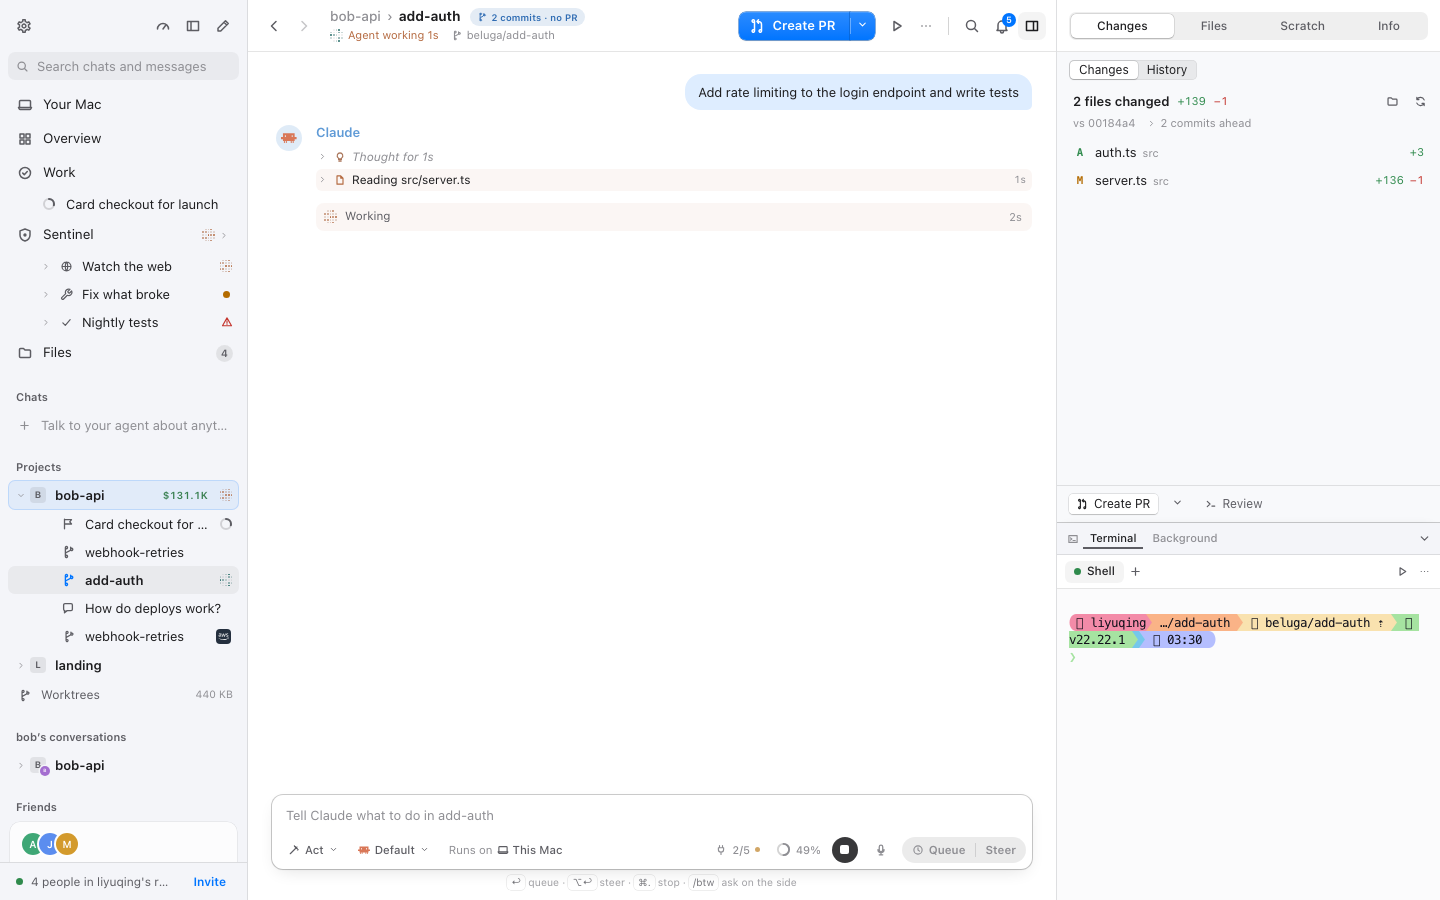 Search chats and messages
Your Mac
Overview
Work
Card checkout for launch
Sentinel
Watch the web
Fix what broke
Nightly tests
Files 4
Chats
Talk to your agent about anyt...
Projects
B bob-api $131.1K
Card checkout for ...
webhook-retries
add-auth
How do deploys work?
webhook-retries aws
L landing
Worktrees 440 KB
bob's conversations
B bob-api
Friends
A J M
4 people in liyuqing's r... Invite
bob-api › add-auth 2 commits · no PR
Agent working 1s beluga/add-auth
Create PR
5
Add rate limiting to the login endpoint and write tests
Claude
Thought for 1s
Reading src/server.ts 1s
Working 2s
Tell Claude what to do in add-auth
Act Default Runs on This Mac 2/5 49% Queue Steer
↩ queue · ⌥↩ steer · ⌘. stop · /btw ask on the side
Changes Files Scratch Info
Changes History
2 files changed +139 −1
vs 00184a4 › 2 commits ahead
A auth.ts src +3
M server.ts src +136 −1
Create PR Review
Terminal Background
Shell
liyuqing …/add-auth beluga/add-auth ⇡
v22.22.1 03:30
❯